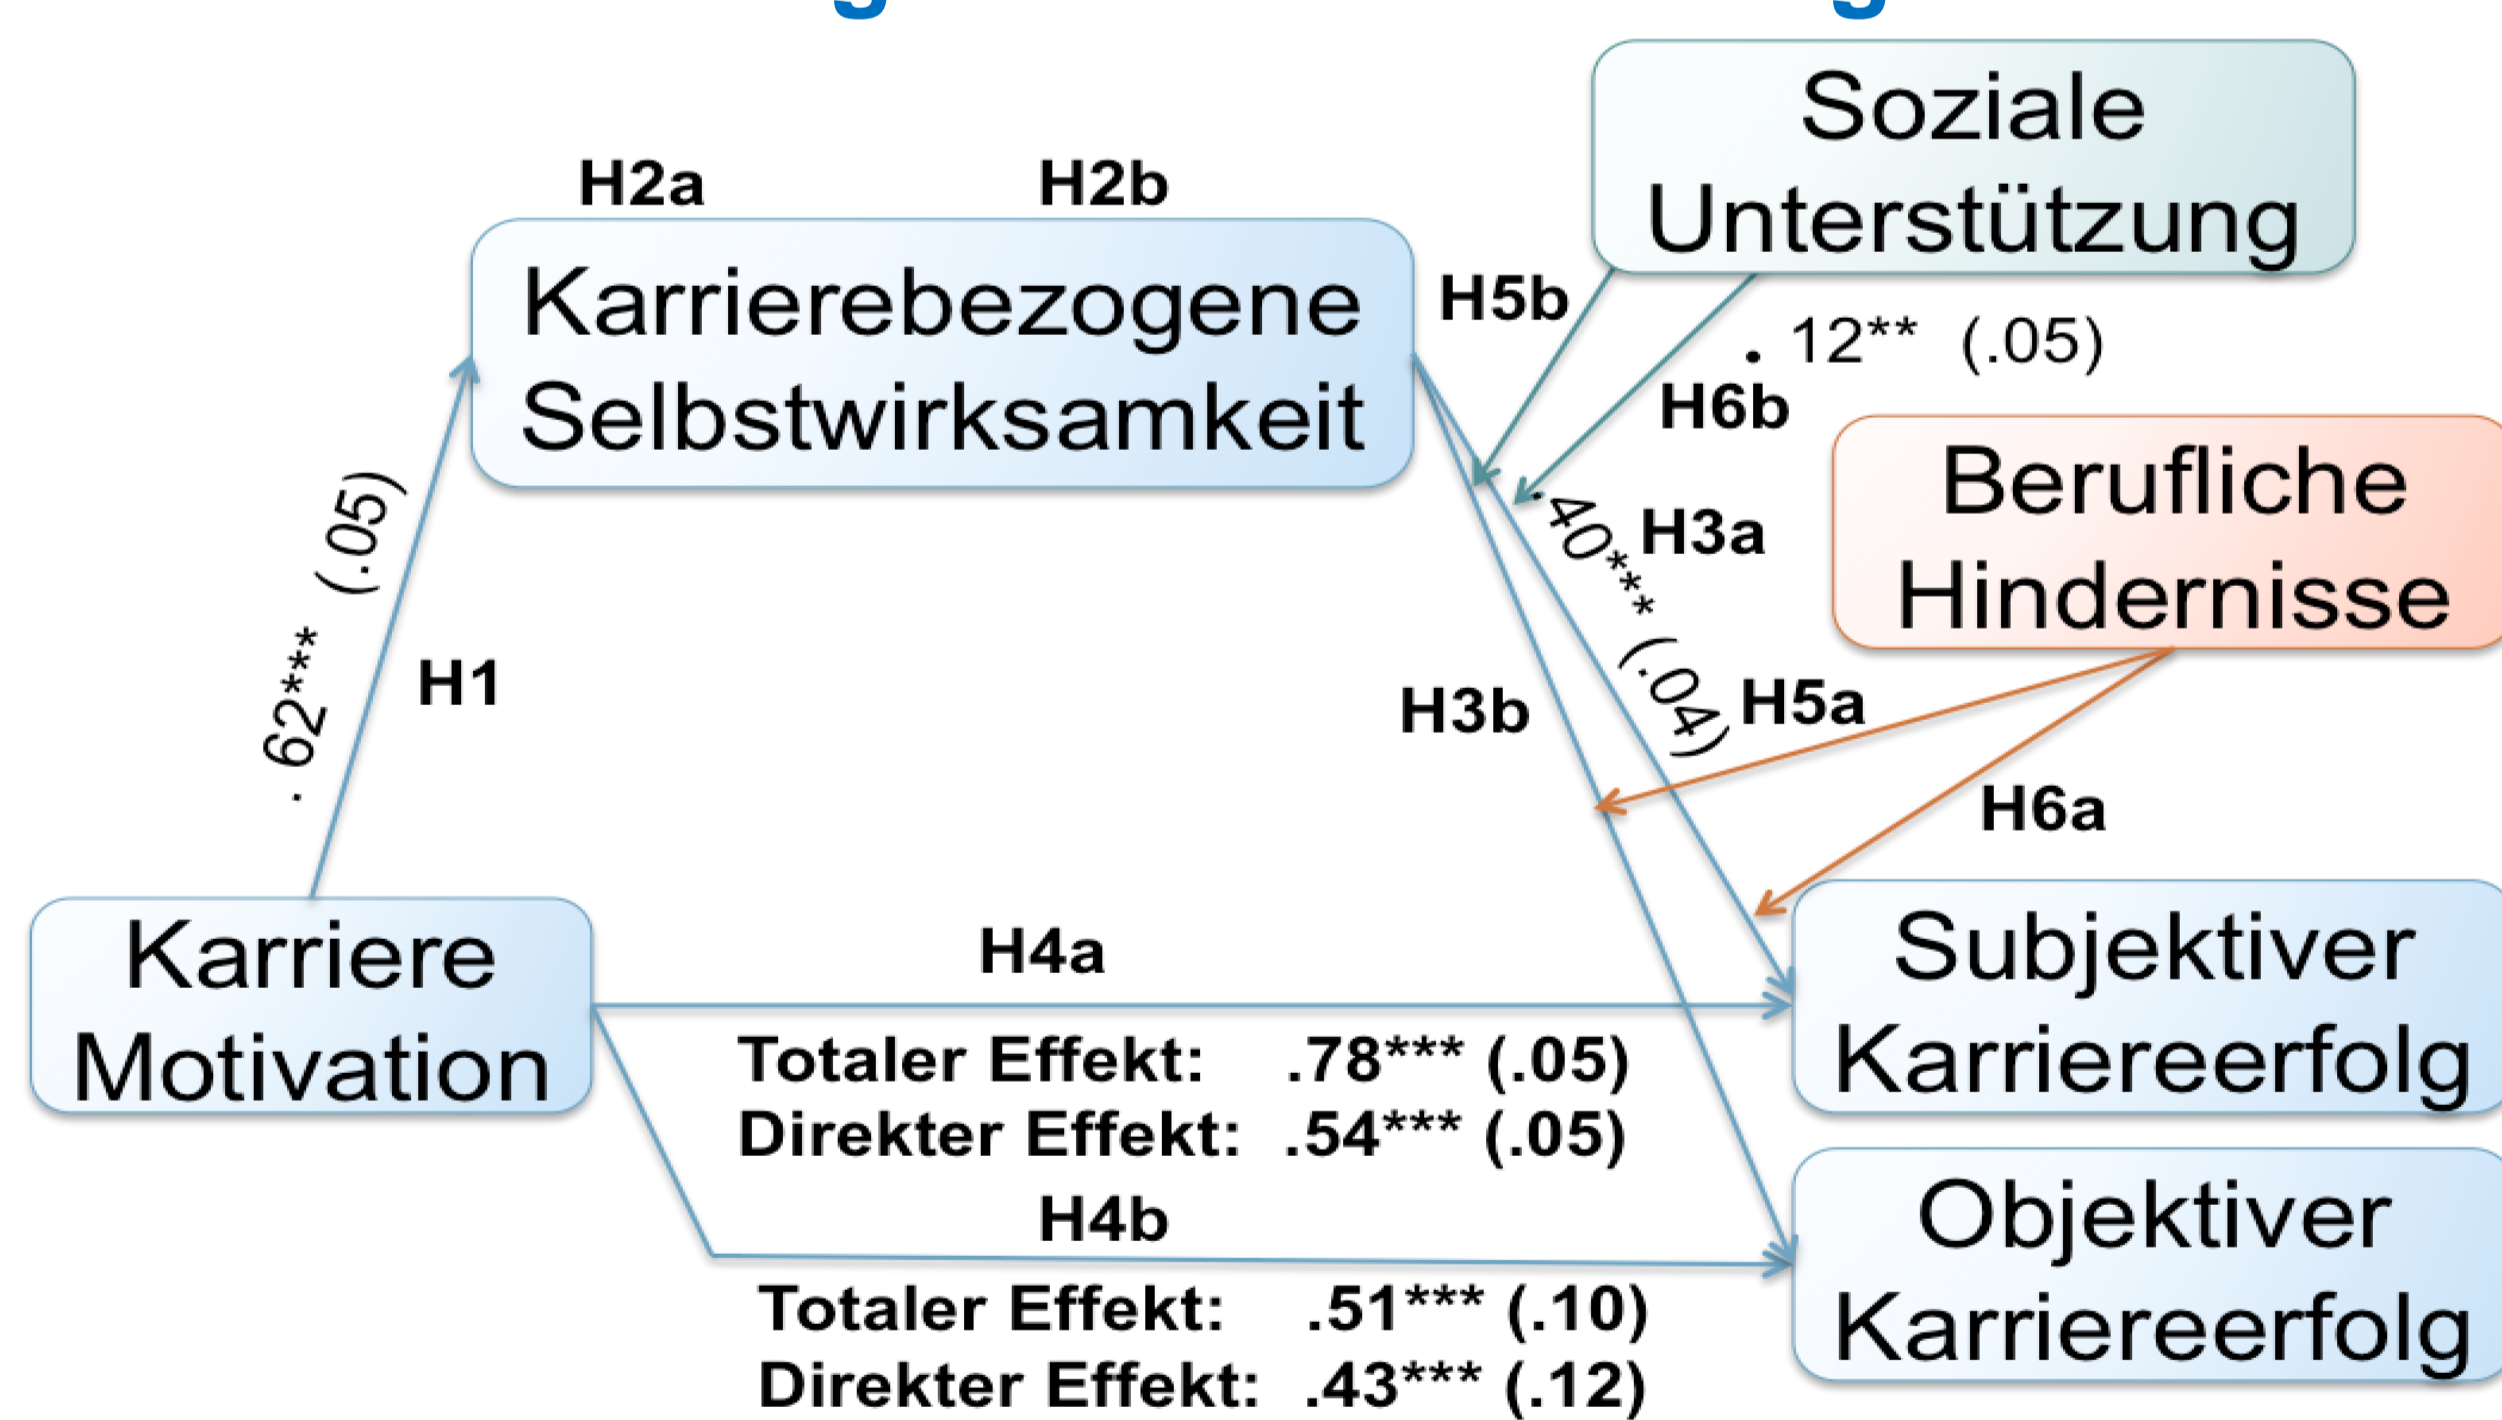 Soziale
Unterstützung
H2a
H2b
Karrierebezogene
Selbstwirksamkeit
H5b
. 12** (.05)
H6b
Berufliche
Hindernisse
.40*** (.04)
H3a
. 62*** (.05)
H1
H3b
H5a
H6a
Karriere
Motivation
H4a
Subjektiver
Karriereerfolg
Totaler Effekt: .78*** (.05)
Direkter Effekt: .54*** (.05)
H4b
Objektiver
Karriereerfolg
Totaler Effekt: .51*** (.10)
Direkter Effekt: .43*** (.12)